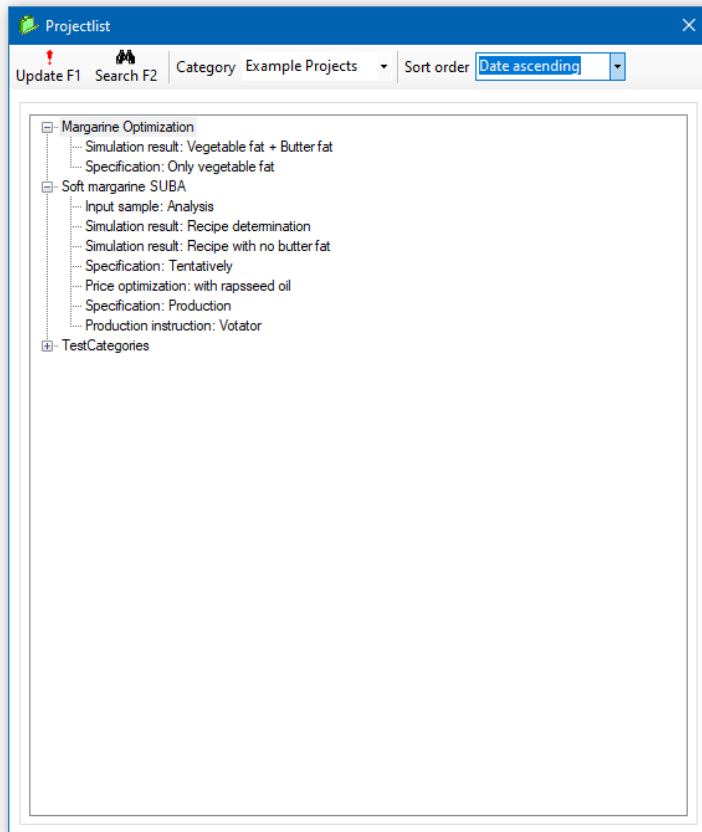 Projectlist
Update F1 Search F2 Category Example Projects Sort order Date ascending
Margarine Optimization
Simulation result: Vegetable fat + Butter fat
Specification: Only vegetable fat
Soft margarine SUBA
Input sample: Analysis
Simulation result: Recipe determination
Simulation result: Recipe with no butter fat
Specification: Tentatively
Price optimization: with rapsseed oil
Specification: Production
Production instruction: Votator
TestCategories